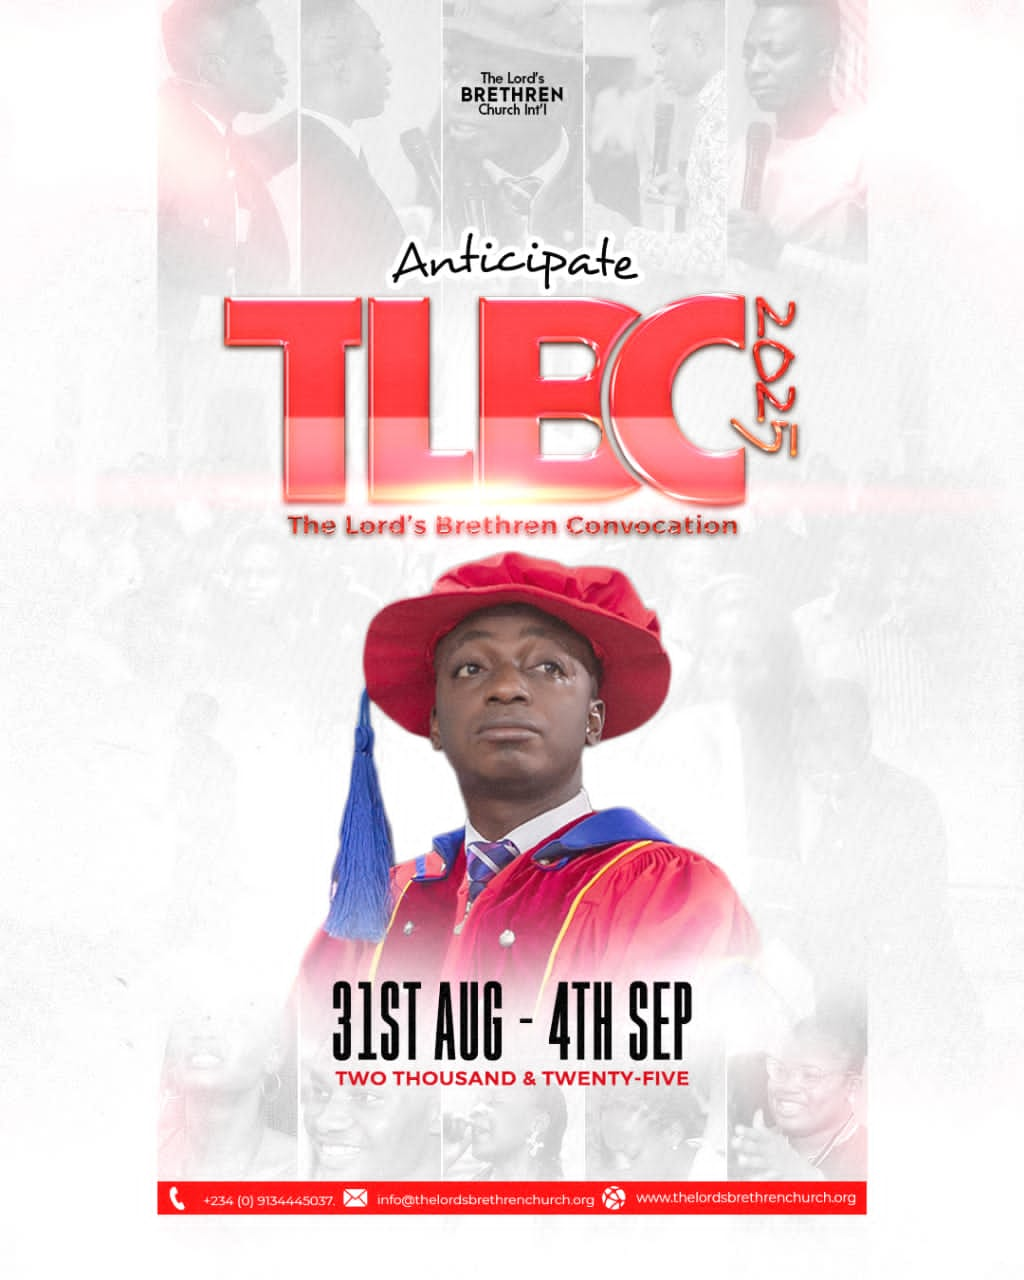 The Lord's
BRETHREN
Church Int'l
Anticipate
TLBC
2025
The Lord's Brethren Convocation
31ST AUG - 4TH SEP
TWO THOUSAND & TWENTY-FIVE
+234 (0) 9134445037. info@thelordsbrethrenchurch.org www.thelordsbrethrenchurch.org